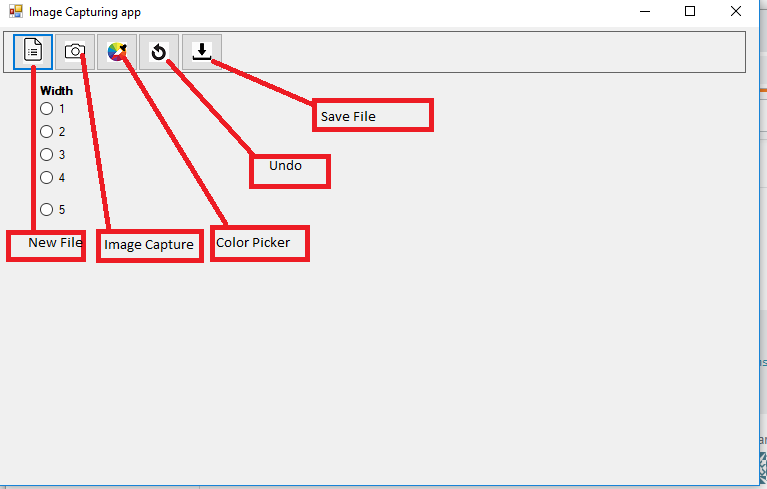 Image Capturing app
Width
1
2
3
4
5
Save File
Undo
New File
Image Capture
Color Picker